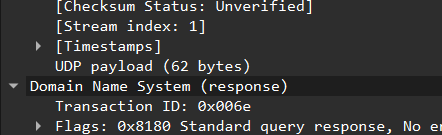 [Checksum Status: Unverified]
[Stream index: 1]
[Timestamps]
UDP payload (62 bytes)
Domain Name System (response)
Transaction ID: 0x006e
Flags: 0x8180 Standard query response, No